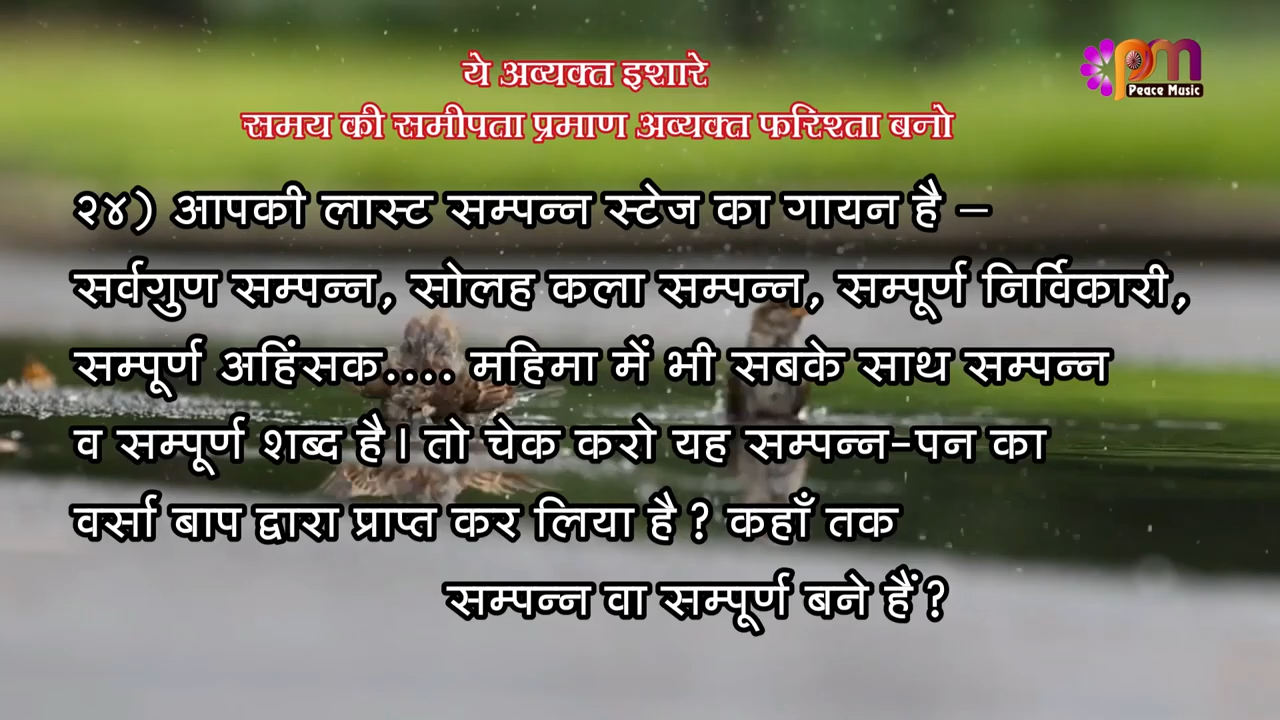 ये अव्यक्त इशारे
समय की समीपता प्रमाण अव्यक्त फरिश्ता बनो
pm
Peace Music
२४) आपकी लास्ट सम्पन्न स्टेज का गायन है –
सर्वगुण सम्पन्न, सोलह कला सम्पन्न, सम्पूर्ण निर्विकारी,
सम्पूर्ण अहिंसक.... महिमा में भी सबके साथ सम्पन्न
व सम्पूर्ण शब्द है। तो चेक करो यह सम्पन्न-पन का
वर्सा बाप द्वारा प्राप्त कर लिया है? कहाँ तक
सम्पन्न वा सम्पूर्ण बने हैं?